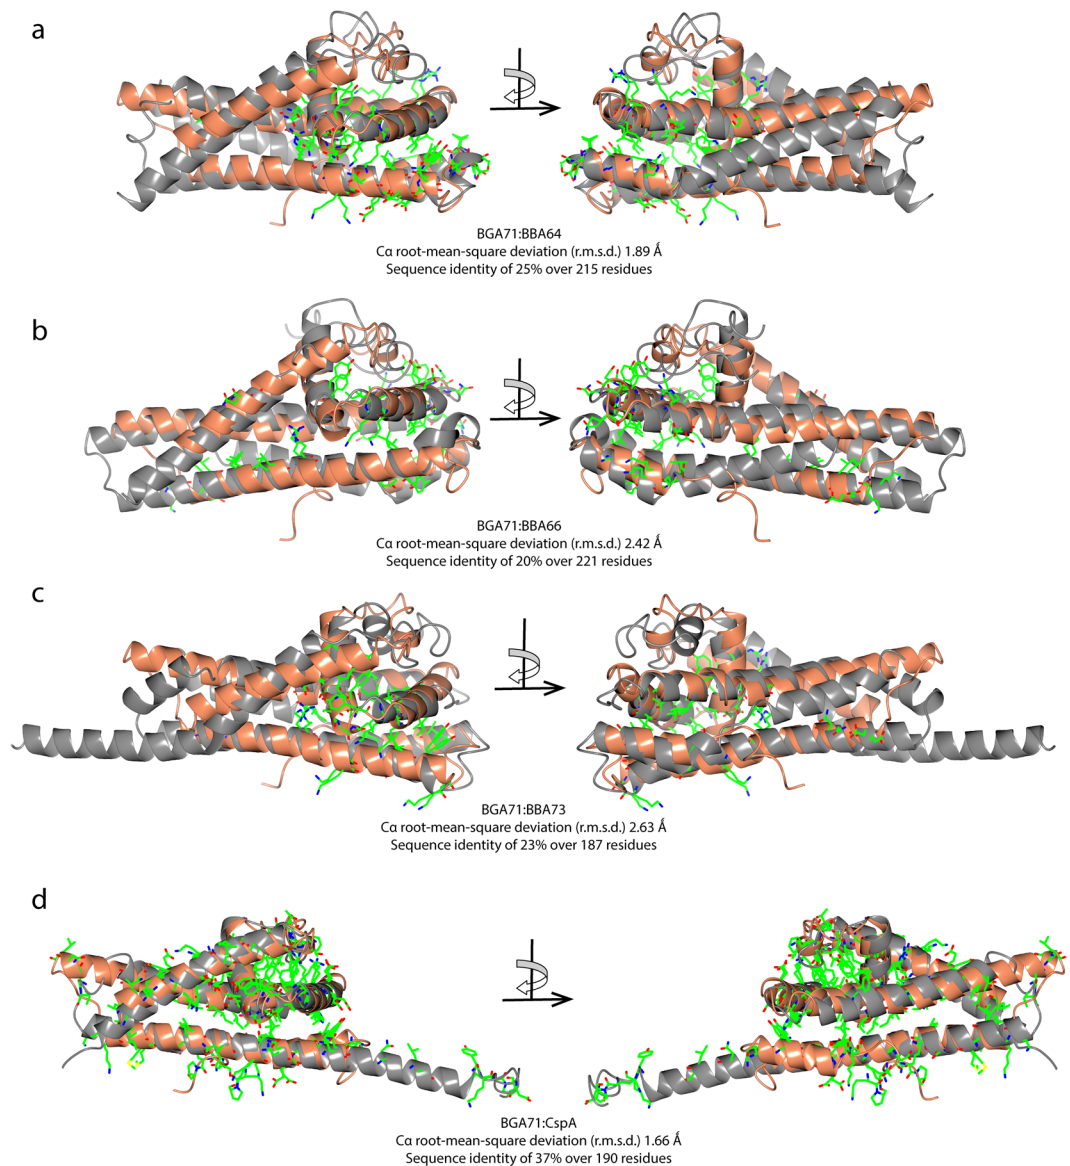 a
BGA71:BBA64
Cα root-mean-square deviation (r.m.s.d.) 1.89 Ǻ
Sequence identity of 25% over 215 residues
b
BGA71:BBA66
Cα root-mean-square deviation (r.m.s.d.) 2.42 Ǻ
Sequence identity of 20% over 221 residues
c
BGA71:BBA73
Cα root-mean-square deviation (r.m.s.d.) 2.63 Ǻ
Sequence identity of 23% over 187 residues
d
BGA71:CspA
Cα root-mean-square deviation (r.m.s.d.) 1.66 Ǻ
Sequence identity of 37% over 190 residues